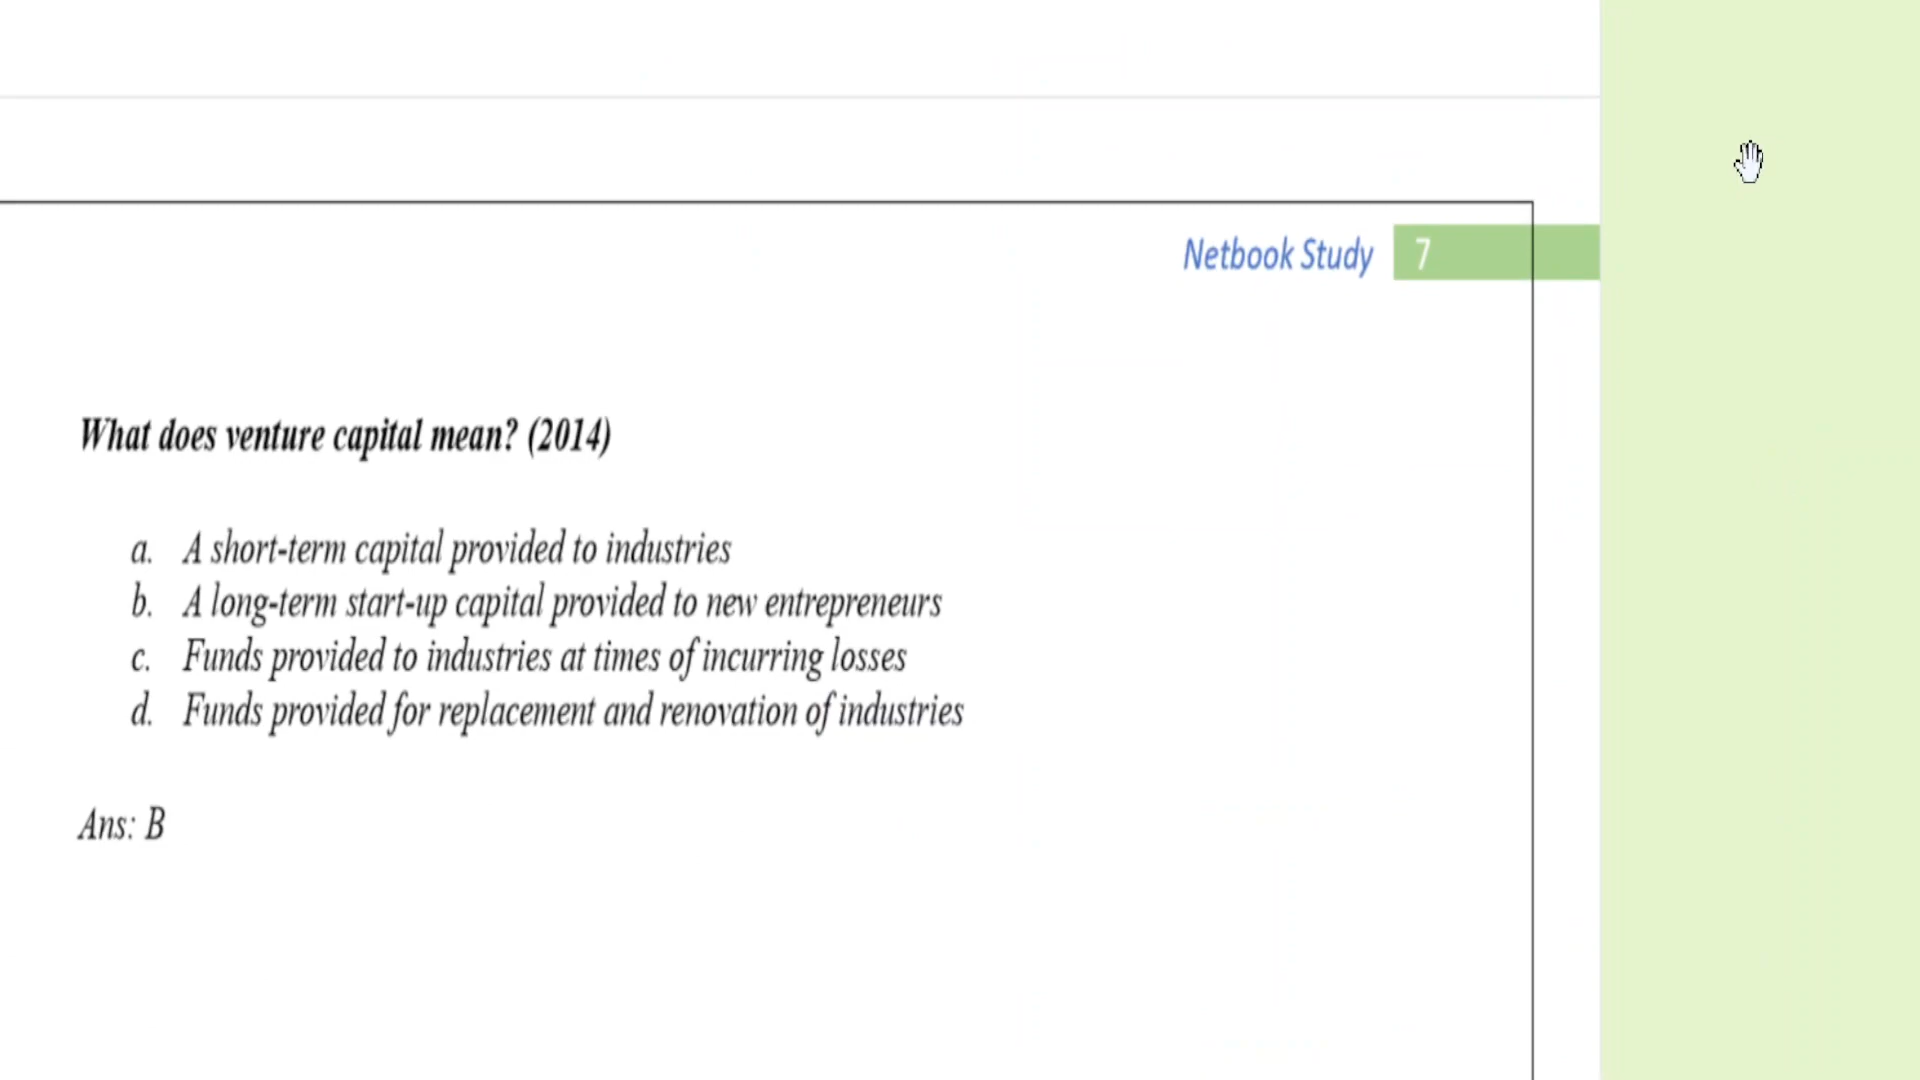 Netbook Study 7
What does venture capital mean? (2014)
a. A short-term capital provided to industries
b. A long-term start-up capital provided to new entrepreneurs
c. Funds provided to industries at times of incurring losses
d. Funds provided for replacement and renovation of industries
Ans: B